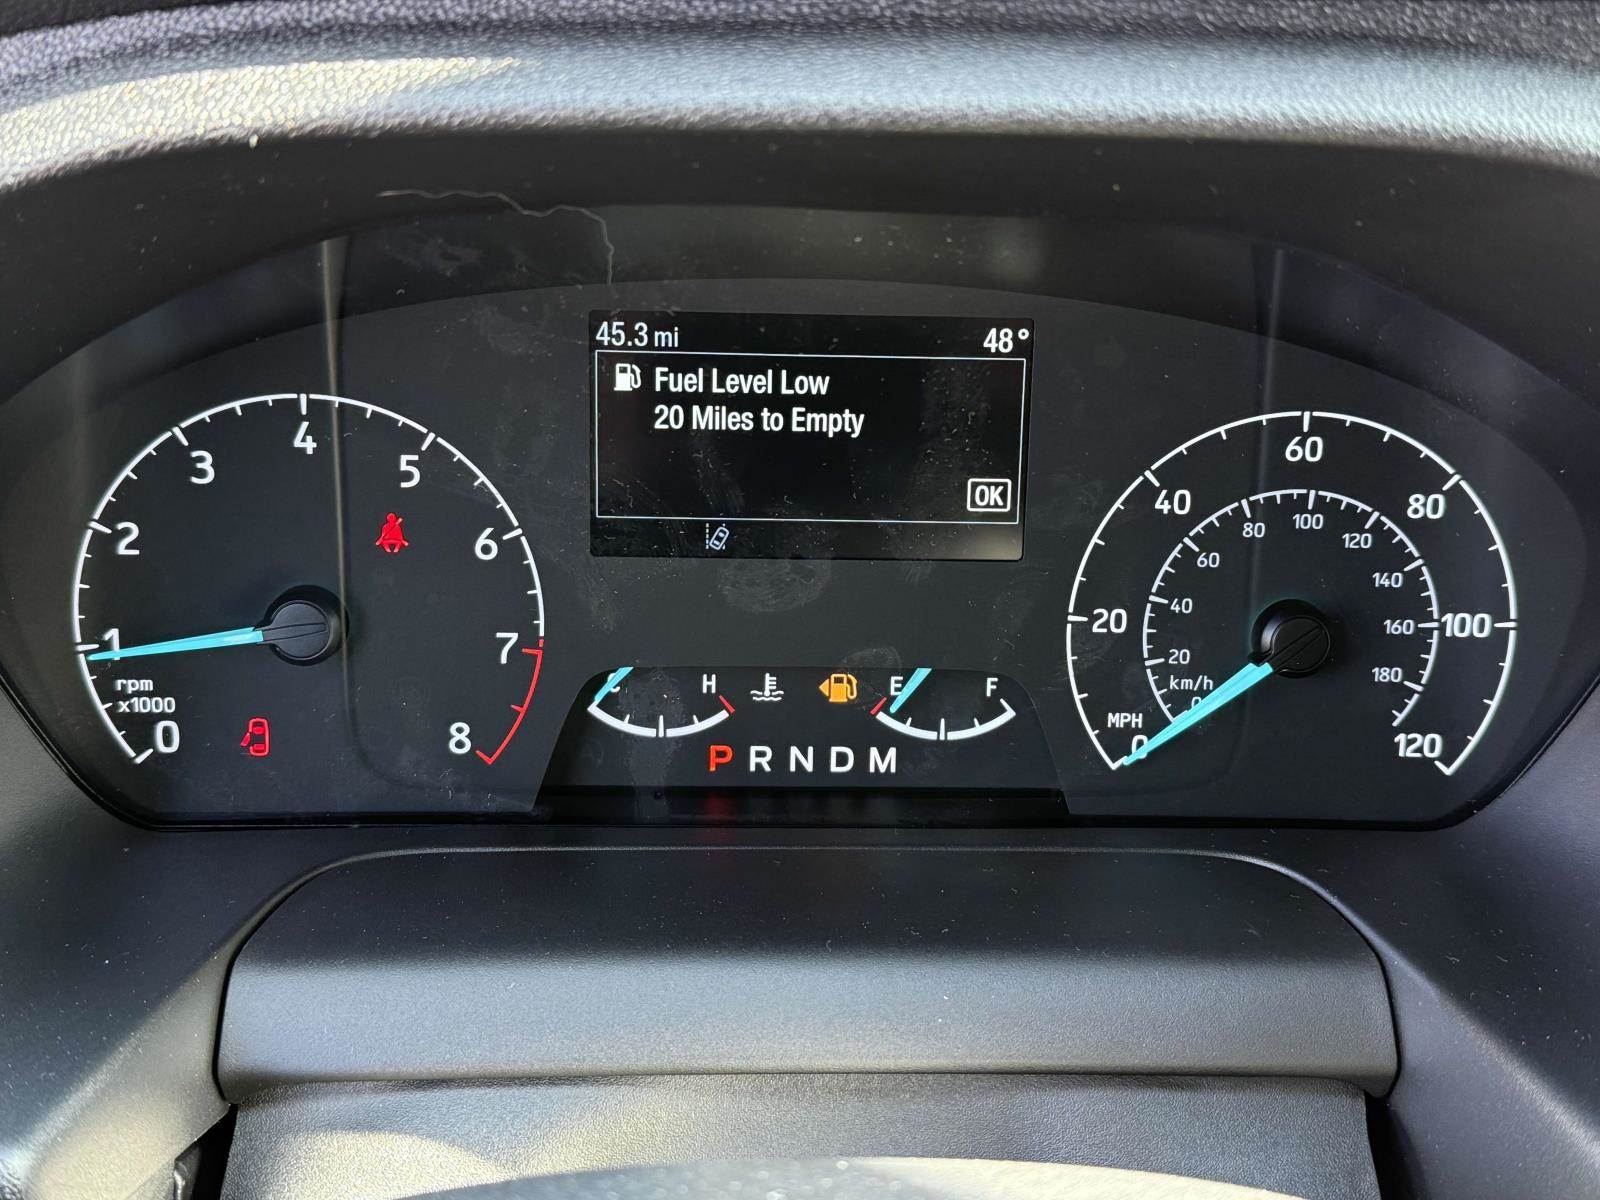 45.3 mi 48°
Fuel Level Low
20 Miles to Empty
OK
0 1 2 3 4 5 6 7 8
rpm
x1000
C H
E F
P R N D M
0 20 40 60 80 100 120
MPH
0 20 40 60 80 100 120 140 160 180
km/h